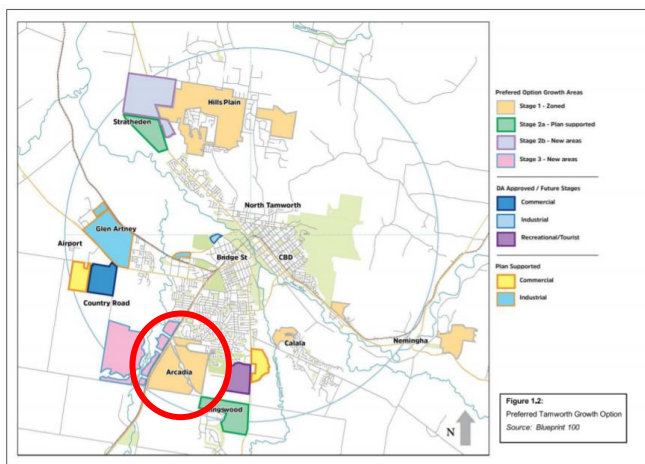 Hills Plain
Stratheden
North Tamworth
Glen Artney
Airport
Bridge St
CBD
Country Road
Nemingha
Calala
Arcadia
N
Preferred Option Growth Areas
Stage 1 - Zoned
Stage 2a - Plan supported
Stage 2b - New areas
Stage 3 - New areas
DA Approved / Future Stages
Commercial
Industrial
Recreational/Tourist
Plan Supported
Commercial
Industrial
Figure 1.2:
Preferred Tamworth Growth Option
Source: Blueprint 100